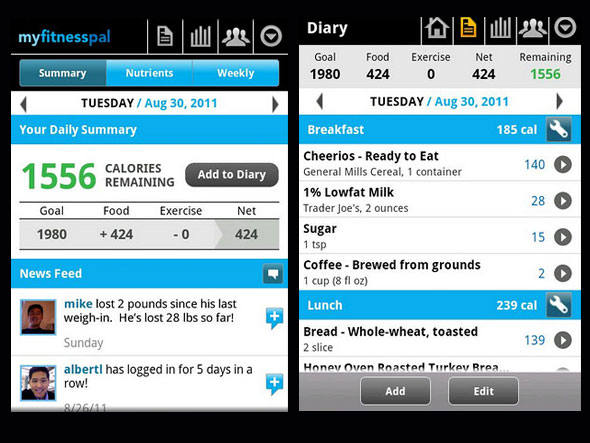 myfitnesspal
Summary
Nutrients
Weekly
TUESDAY / Aug 30, 2011
Your Daily Summary
1556 CALORIES REMAINING
Add to Diary
Goal Food Exercise Net
1980 + 424 - 0 424
News Feed
mike lost 2 pounds since his last
weigh-in. He's lost 28 lbs so far!
Sunday
albertl has logged in for 5 days in a
row!
8/26/11
Diary
Goal Food Exercise Net Remaining
1980 424 0 424 1556
TUESDAY / Aug 30, 2011
Breakfast 185 cal
Cheerios - Ready to Eat
General Mills Cereal, 1 container
140
1% Lowfat Milk
Trader Joe's, 2 ounces
28
Sugar
1 tsp
15
Coffee - Brewed from grounds
1 cup (8 fl oz)
2
Lunch 239 cal
Bread - Whole-wheat, toasted
2 slice
139
Honey Oven Roasted Turkey Brea...
Add
Edit